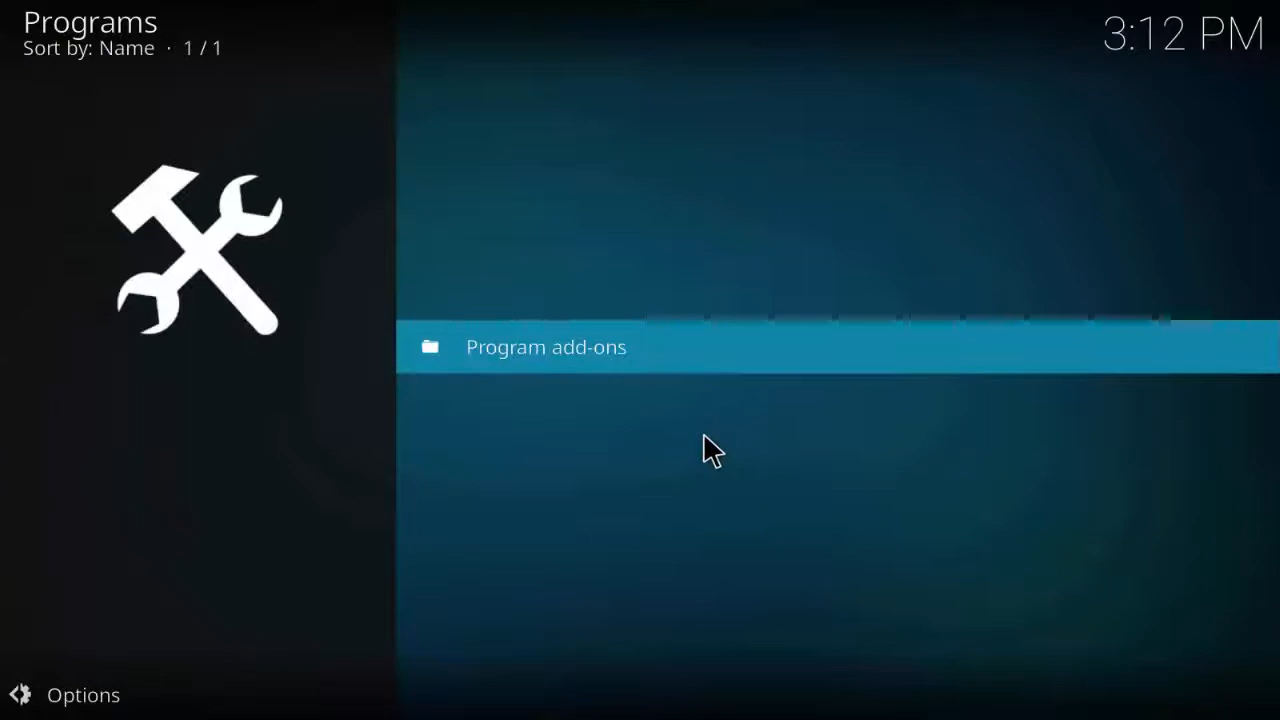 Programs
Sort by: Name · 1 / 1
3:12 PM
Program add-ons
Options